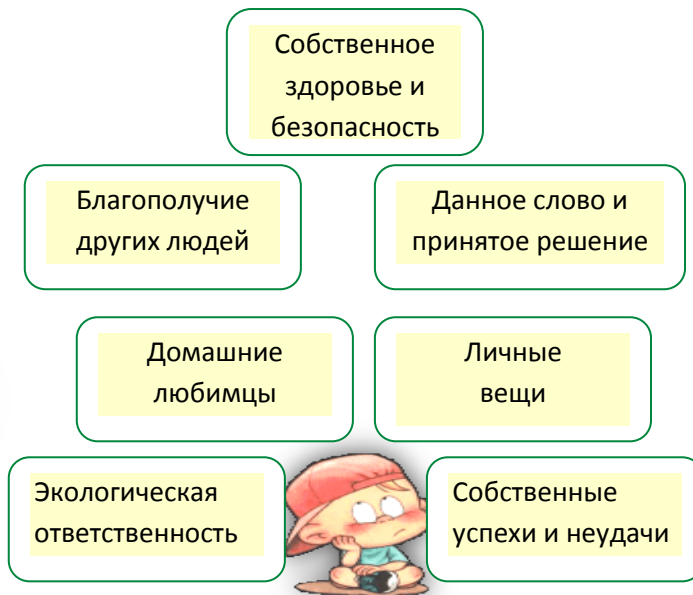 Собственное
здоровье и
безопасность
Благополучие
других людей
Данное слово и
принятое решение
Домашние
любимцы
Личные
вещи
Экологическая
ответственность
Собственные
успехи и неудачи